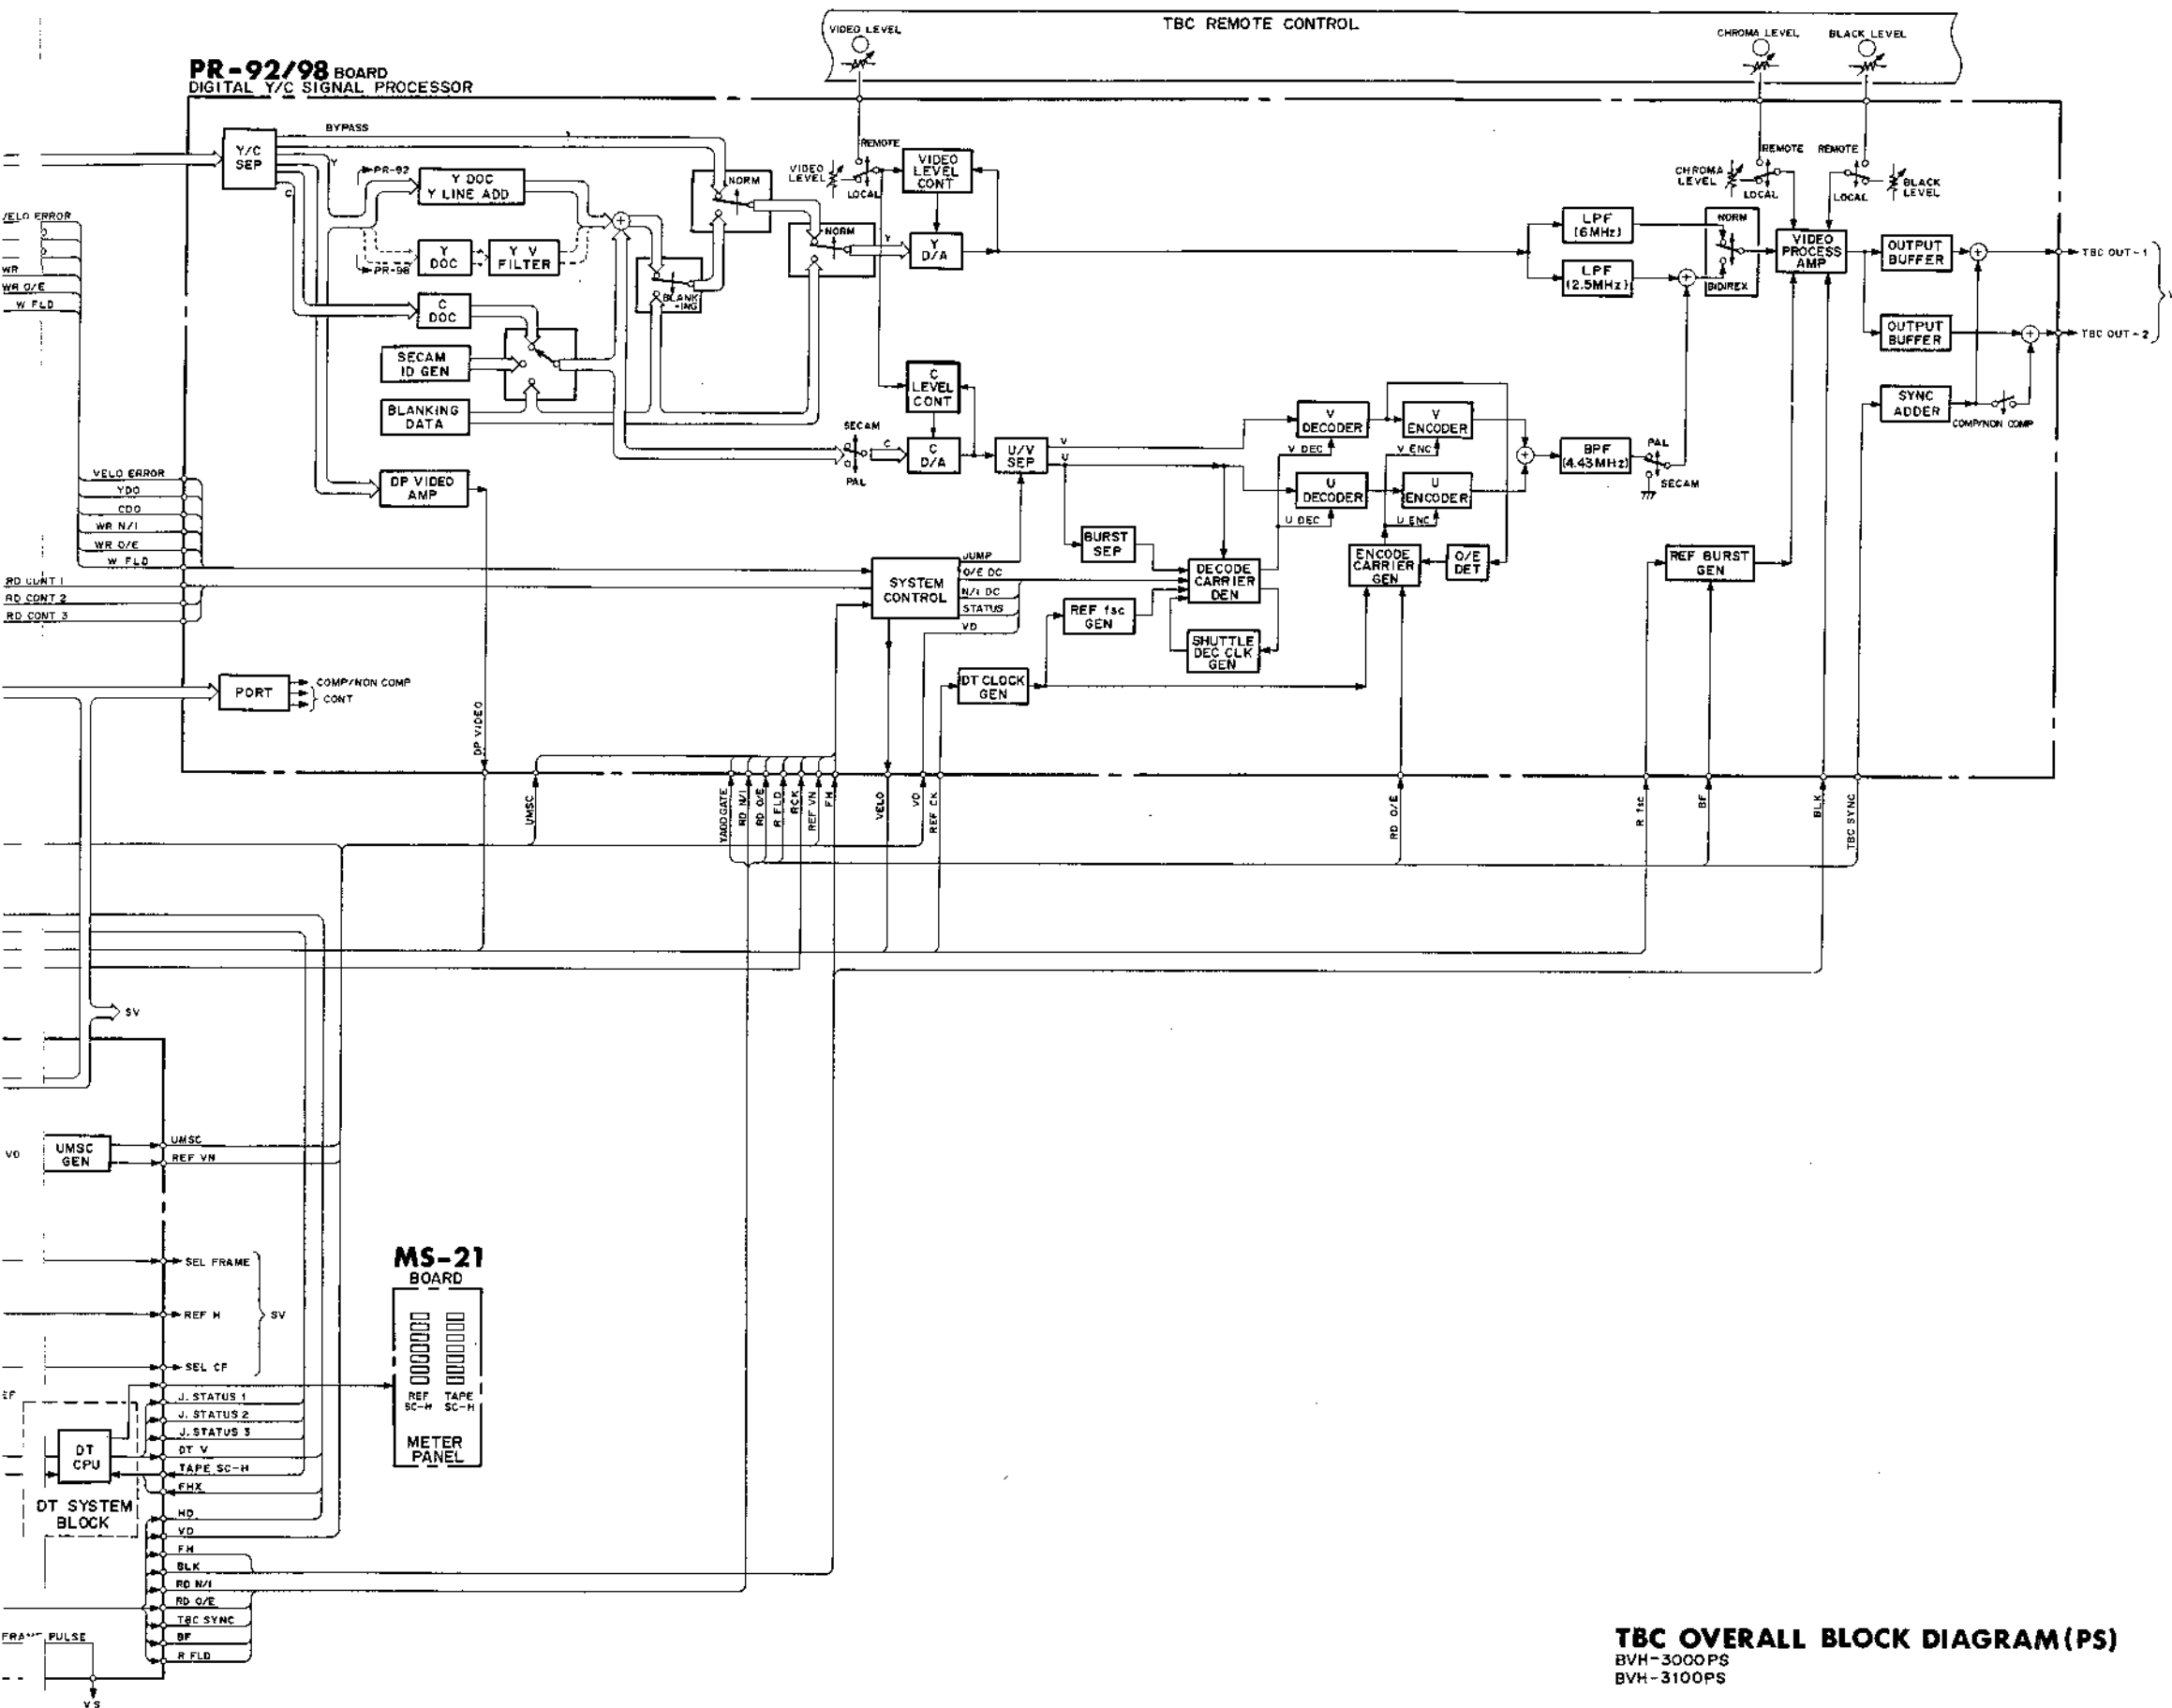 TBC REMOTE CONTROL
VIDEO LEVEL
CHROMA LEVEL
BLACK LEVEL
PR-92/98 BOARD
DIGITAL Y/C SIGNAL PROCESSOR
BYPASS
Y/C
SEP
Y
C
PR-92
Y DOC
Y LINE ADD
PR-98
Y
DOC
Y V
FILTER
C
DOC
SECAM
ID GEN
BLANKING
DATA
DP VIDEO
AMP
NORM
BLANK
-ING
NORM
VIDEO
LEVEL
REMOTE
LOCAL
VIDEO
LEVEL
CONT
Y
Y
D/A
C
LEVEL
CONT
SECAM
PAL
C
C
D/A
U/V
SEP
V
U
V
DECODER
V
ENCODER
V DEC
V ENC
U
DECODER
U
ENCODER
U DEC
U ENC
BURST
SEP
DECODE
CARRIER
DEN
REF fsc
GEN
SHUTTLE
DEC CLK
GEN
DT CLOCK
GEN
ENCODE
CARRIER
GEN
O/E
DET
BPF
(4.43MHz)
PAL
SECAM
LPF
(6MHz)
LPF
(2.5MHz)
NORM
BIDIREX
CHROMA
LEVEL
REMOTE
LOCAL
REMOTE
LOCAL
BLACK
LEVEL
VIDEO
PROCESS
AMP
OUTPUT
BUFFER
OUTPUT
BUFFER
SYNC
ADDER
COMP/NON COMP
TBC OUT-1
TBC OUT-2
REF BURST
GEN
SYSTEM
CONTROL
JUMP
O/E DC
N/I DC
STATUS
VD
VELO ERROR
WR
WR O/E
W FLD
VELO ERROR
YDO
CDO
WR N/I
WR O/E
W FLD
RD CONT 1
RD CONT 2
RD CONT 3
PORT
COMP/NON COMP
CONT
DP VIDEO
UMSC
YADD GATE
RD N/I
RD O/E
R FLD
RCK
REF VN
FH
VELO
VD
REF CK
RD O/E
R fsc
BF
BLK
TBC SYNC
SV
VD
UMSC
GEN
UMSC
REF VN
SEL FRAME
REF H
SEL CF
SV
MS-21
BOARD
REF
SC-H
TAPE
SC-H
METER
PANEL
EF
DT
CPU
DT SYSTEM
BLOCK
J. STATUS 1
J. STATUS 2
J. STATUS 3
DT V
TAPE SC-H
FHX
HD
VD
FH
BLK
RD N/I
RD O/E
TBC SYNC
BF
R FLD
PULSE
VS
TBC OVERALL BLOCK DIAGRAM(PS)
BVH-3000PS
BVH-3100PS